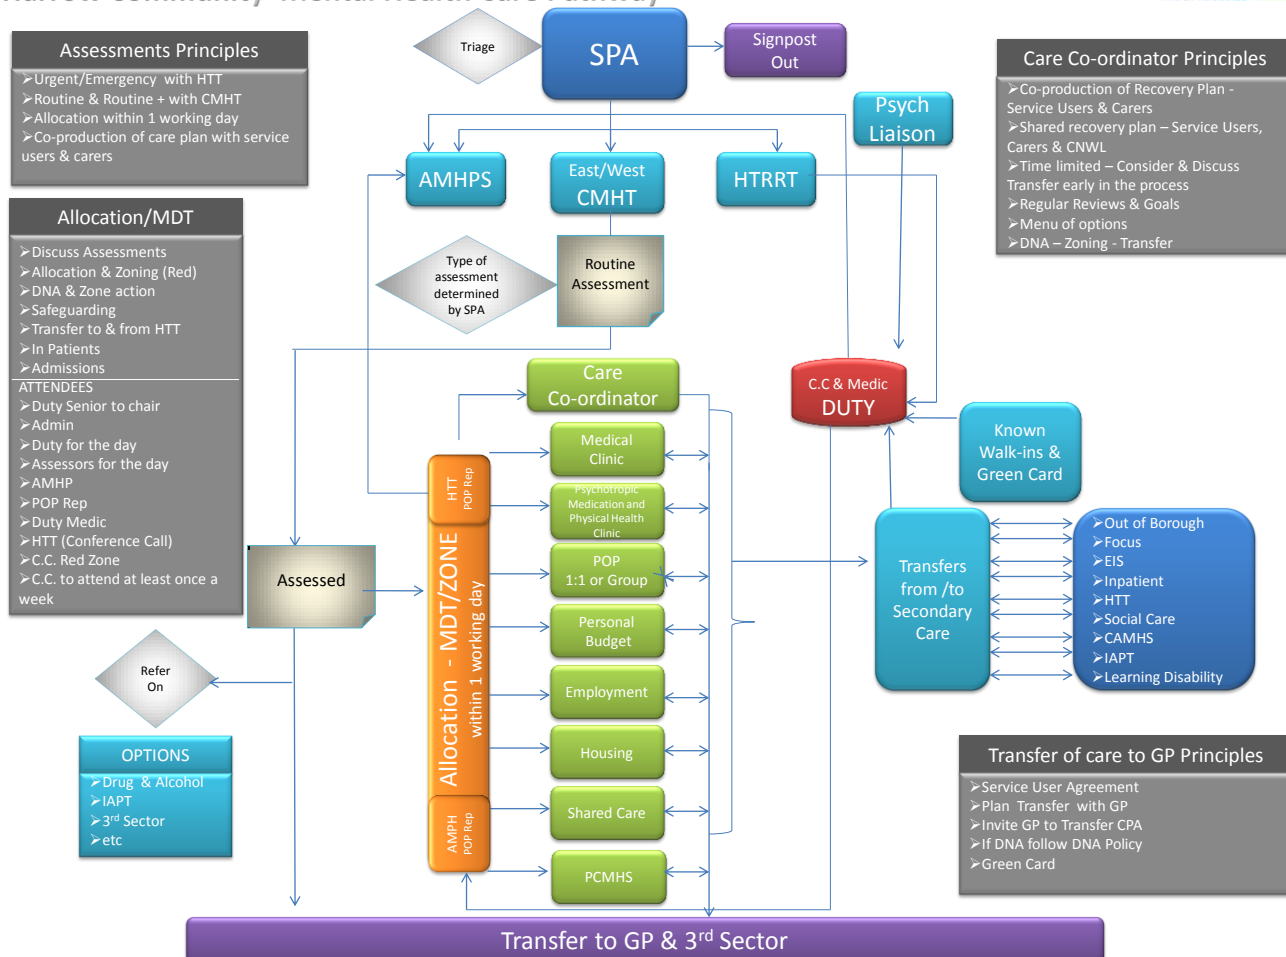 Harrow Community Mental Health Care Pathway
Assessments Principles
➢Urgent/Emergency with HTT
➢Routine & Routine + with CMHT
➢Allocation within 1 working day
➢Co-production of care plan with service
users & carers
Allocation/MDT
➢Discuss Assessments
➢Allocation & Zoning (Red)
➢DNA & Zone action
➢Safeguarding
➢Transfer to & from HTT
➢In Patients
➢Admissions
ATTENDEES
➢Duty Senior to chair
➢Admin
➢Duty for the day
➢Assessors for the day
➢AMHP
➢POP Rep
➢Duty Medic
➢HTT (Conference Call)
➢C.C. Red Zone
➢C.C. to attend at least once a
week
Triage
SPA
Signpost
Out
Psych
Liaison
AMHPS
East/West
CMHT
HTRRT
Type of
assessment
determined
by SPA
Routine
Assessment
Care Co-ordinator Principles
➢Co-production of Recovery Plan -
Service Users & Carers
➢Shared recovery plan – Service Users,
Carers & CNWL
➢Time limited – Consider & Discuss
Transfer early in the process
➢Regular Reviews & Goals
➢Menu of options
➢DNA – Zoning - Transfer
C.C & Medic
DUTY
Known
Walk-ins &
Green Card
Assessed
Refer
On
OPTIONS
➢Drug & Alcohol
➢IAPT
➢3rd Sector
➢etc
HTT
POP Rep
Allocation - MDT/ZONE
within 1 working day
AMPH
POP Rep
Care
Co-ordinator
Medical
Clinic
Psychotropic
Medication and
Physical Health
Clinic
POP
1:1 or Group
Personal
Budget
Employment
Housing
Shared Care
PCMHS
Transfers
from /to
Secondary
Care
➢Out of Borough
➢Focus
➢EIS
➢Inpatient
➢HTT
➢Social Care
➢CAMHS
➢IAPT
➢Learning Disability
Transfer of care to GP Principles
➢Service User Agreement
➢Plan Transfer with GP
➢Invite GP to Transfer CPA
➢If DNA follow DNA Policy
➢Green Card
Transfer to GP & 3rd Sector